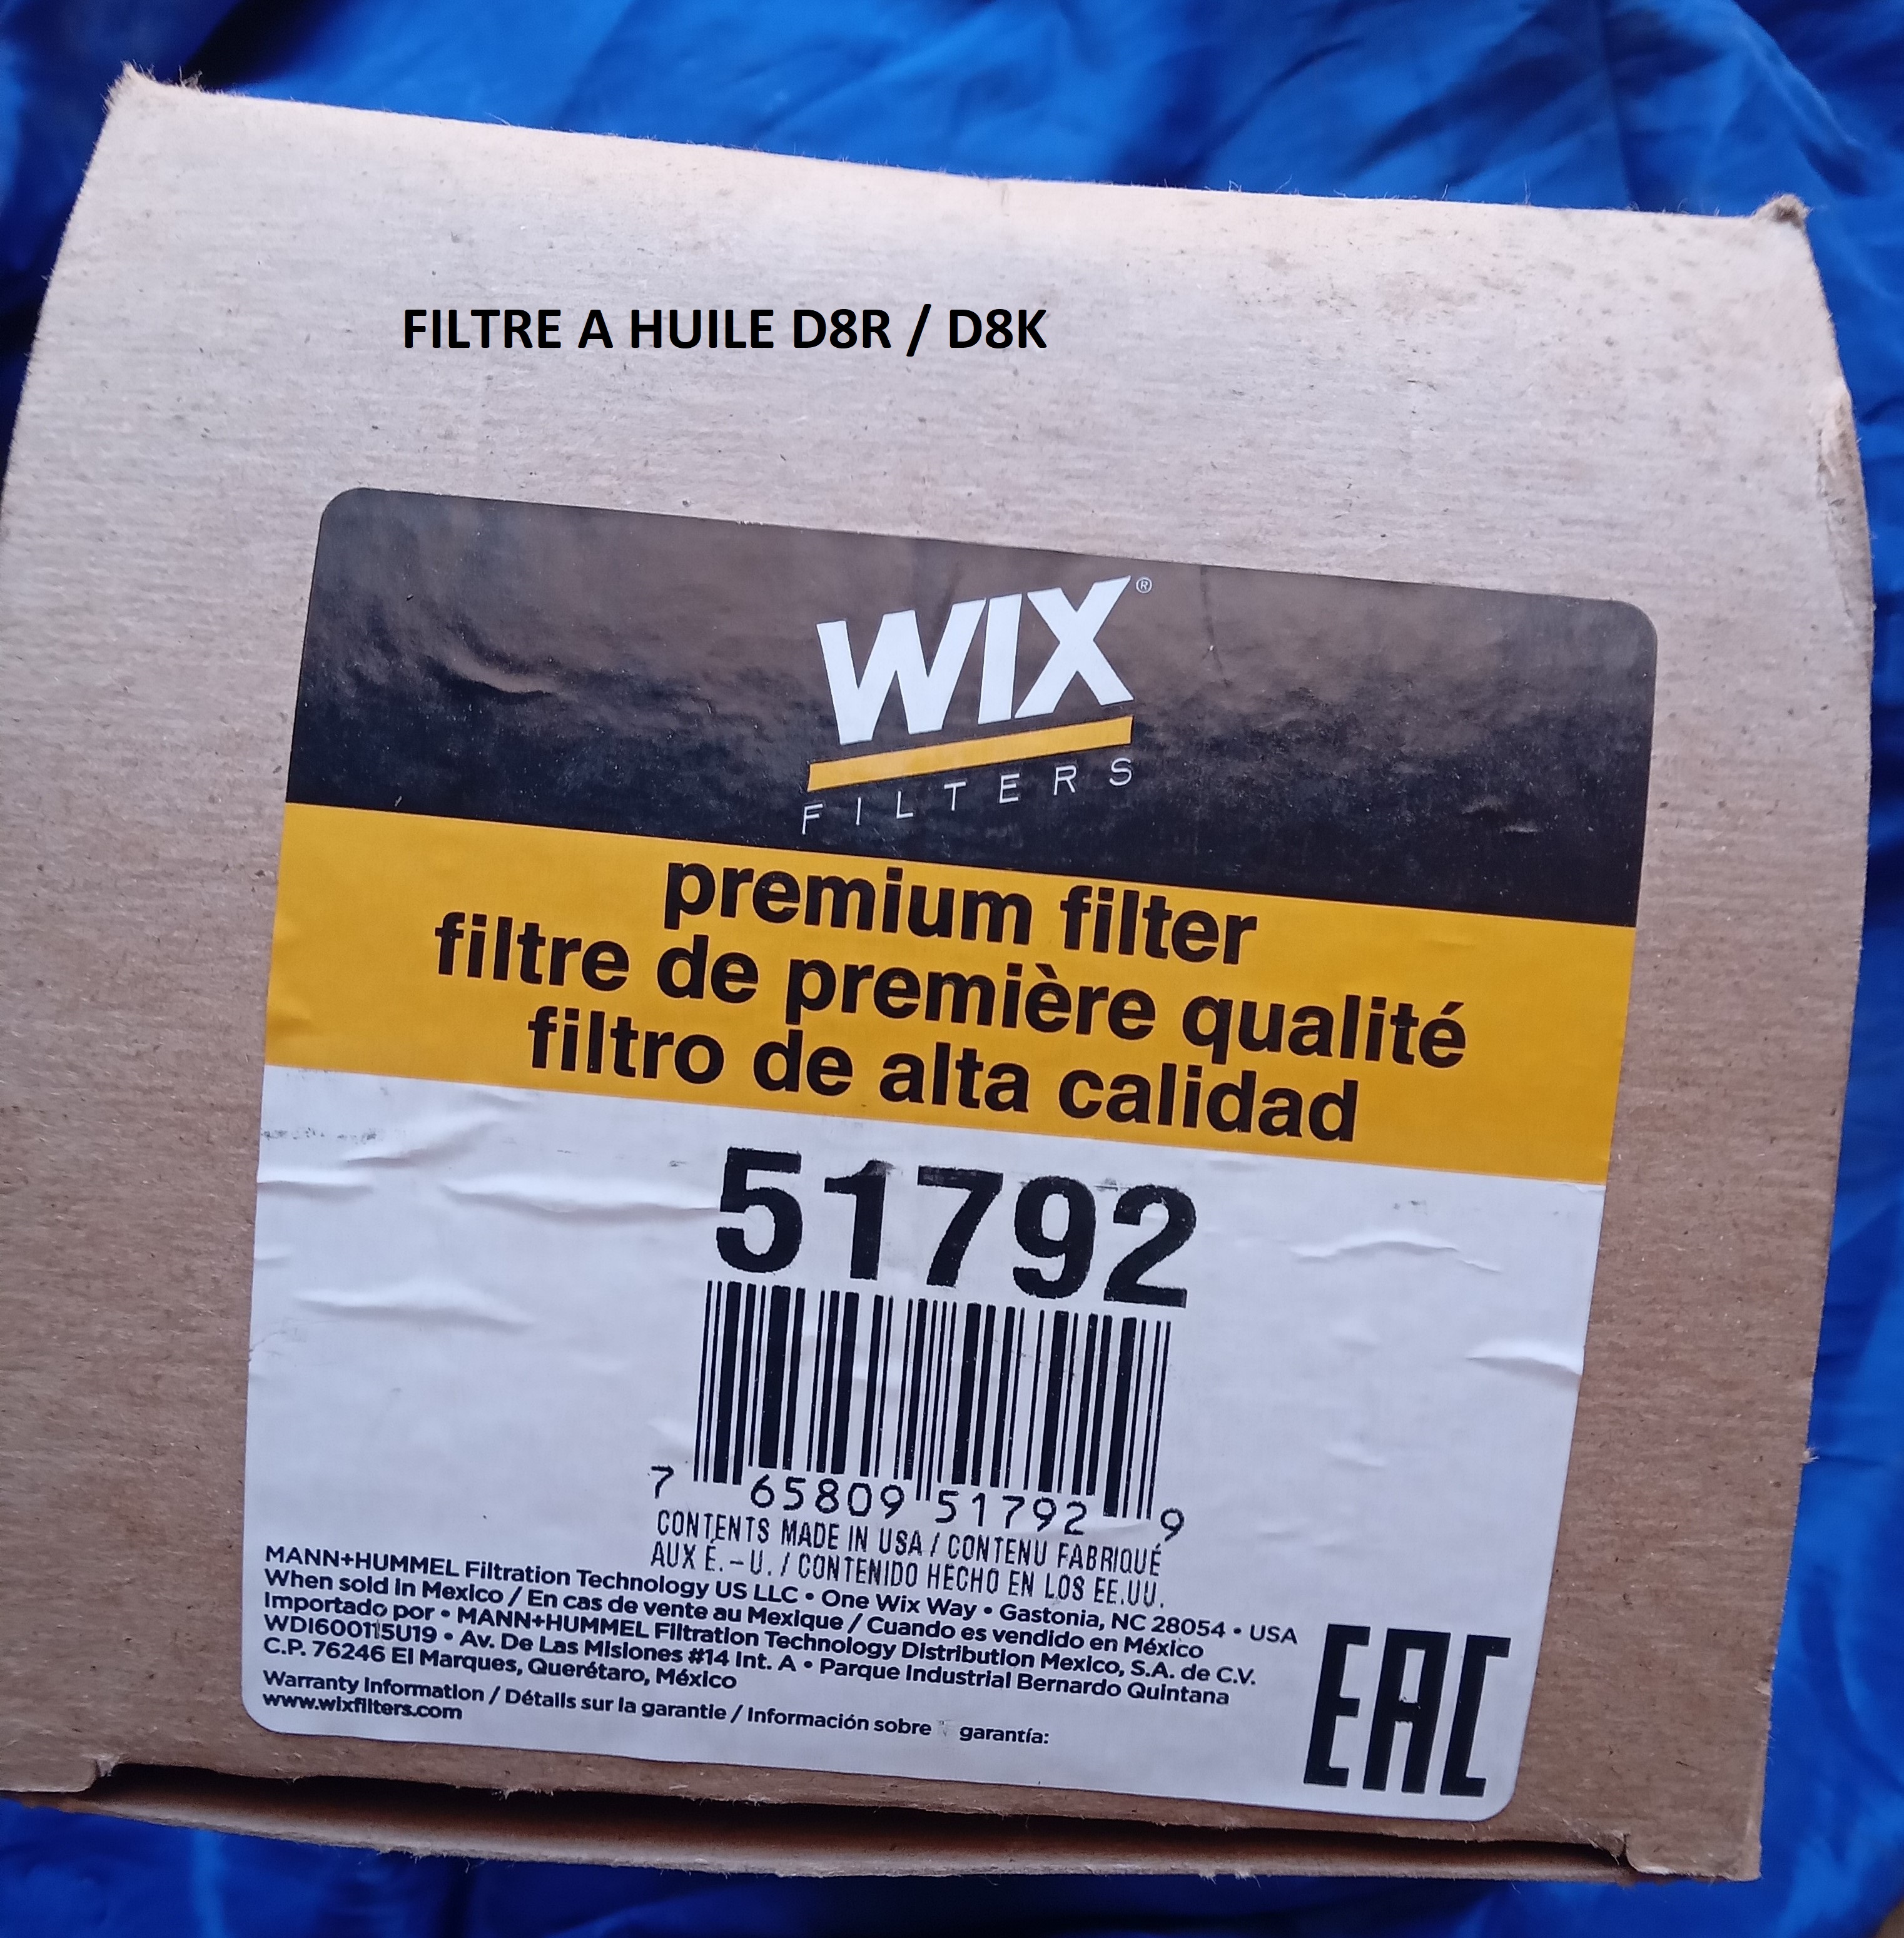 FILTRE A HUILE D8R / D8K
WIX®
FILTERS
premium filter
filtre de première qualité
filtro de alta calidad
51792
7 65809 51792 9
CONTENTS MADE IN USA / CONTENU FABRIQUÉ
AUX É.-U. / CONTENIDO HECHO EN LOS EE.UU.
MANN+HUMMEL Filtration Technology US LLC • One Wix Way • Gastonia, NC 28054 • USA
When sold in Mexico / En cas de vente au Mexique / Cuando es vendido en México
Importado por • MANN+HUMMEL Filtration Technology Distribution Mexico, S.A. de C.V.
WDI600115U19 • Av. De Las Misiones #14 Int. A • Parque Industrial Bernardo Quintana
C.P. 76246 El Marques, Querétaro, México
Warranty Information / Détails sur la garantie / Información sobre garantía:
www.wixfilters.com
EAC